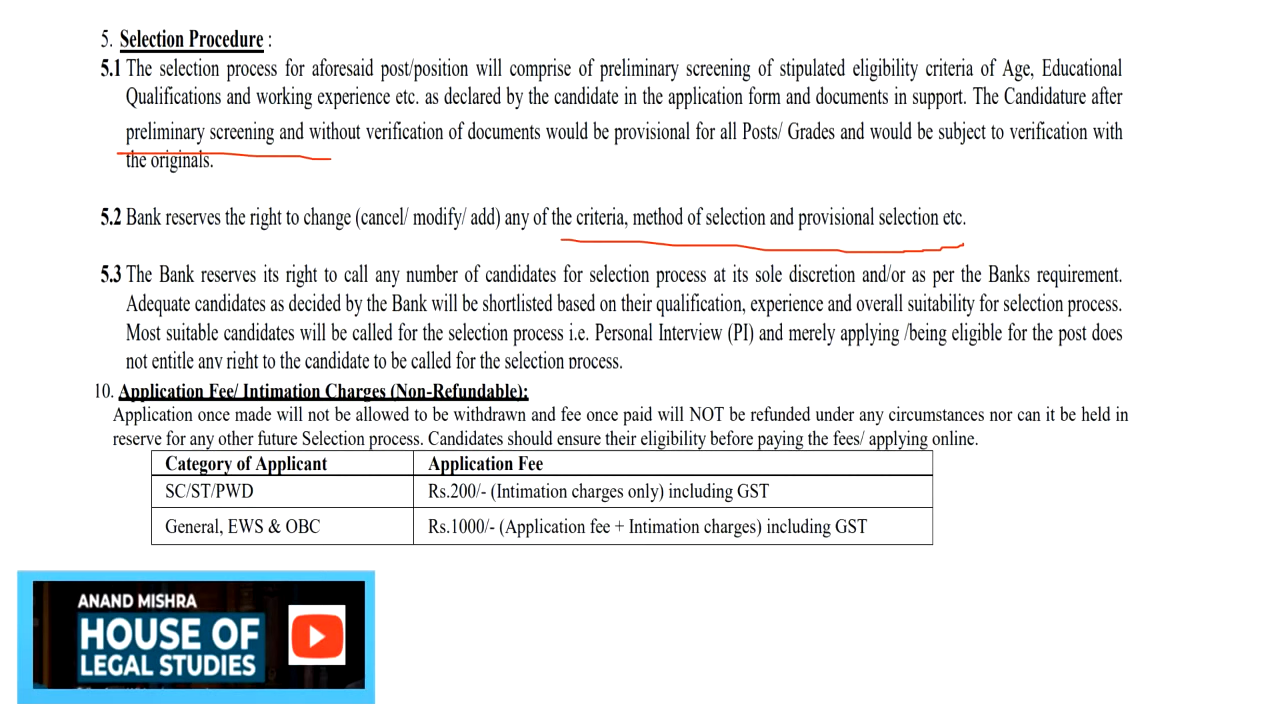 5. Selection Procedure :
5.1 The selection process for aforesaid post/position will comprise of preliminary screening of stipulated eligibility criteria of Age, Educational
Qualifications and working experience etc. as declared by the candidate in the application form and documents in support. The Candidature after
preliminary screening and without verification of documents would be provisional for all Posts/ Grades and would be subject to verification with
the originals.
5.2 Bank reserves the right to change (cancel/ modify/ add) any of the criteria, method of selection and provisional selection etc.
5.3 The Bank reserves its right to call any number of candidates for selection process at its sole discretion and/or as per the Banks requirement.
Adequate candidates as decided by the Bank will be shortlisted based on their qualification, experience and overall suitability for selection process.
Most suitable candidates will be called for the selection process i.e. Personal Interview (PI) and merely applying /being eligible for the post does
not entitle any right to the candidate to be called for the selection process.
10. Application Fee/ Intimation Charges (Non-Refundable):
Application once made will not be allowed to be withdrawn and fee once paid will NOT be refunded under any circumstances nor can it be held in
reserve for any other future Selection process. Candidates should ensure their eligibility before paying the fees/ applying online.
Category of Applicant Application Fee
SC/ST/PWD Rs.200/- (Intimation charges only) including GST
General, EWS & OBC Rs.1000/- (Application fee + Intimation charges) including GST
ANAND MISHRA
HOUSE OF
LEGAL STUDIES